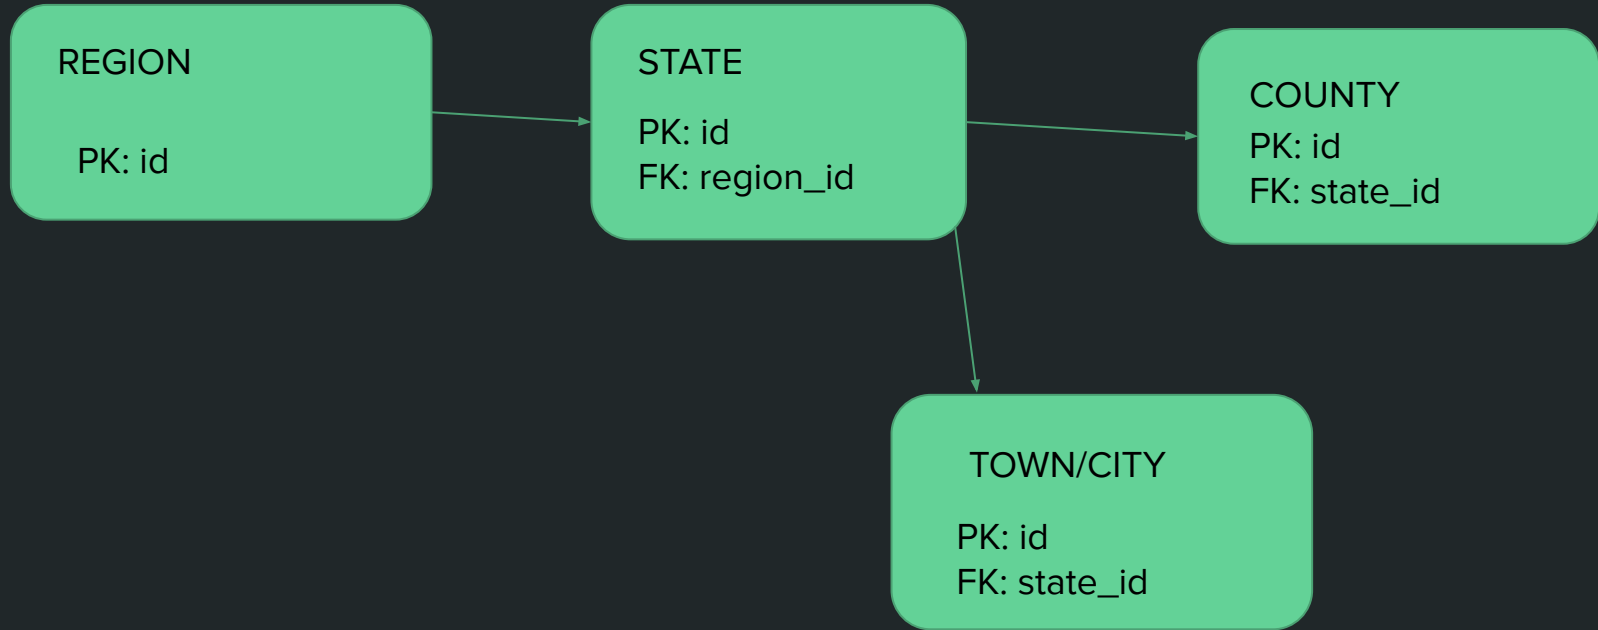 REGION
PK: id
STATE
PK: id
FK: region_id
COUNTY
PK: id
FK: state_id
TOWN/CITY
PK: id
FK: state_id